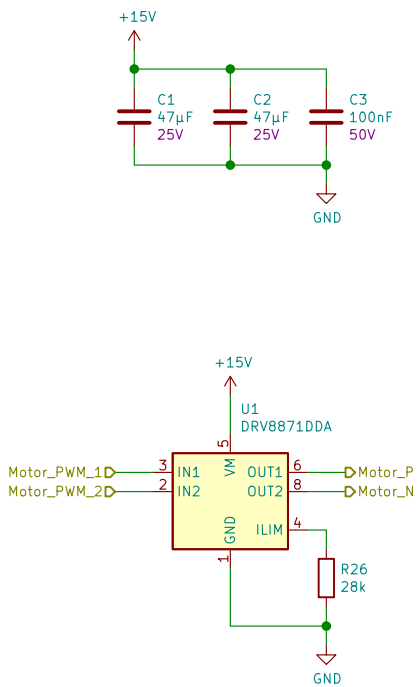 +15V
C1
47µF
25V
C2
47µF
25V
C3
100nF
50V
GND
+15V
U1
DRV8871DDA
5
VM
Motor_PWM_1
3
IN1
OUT1
6
Motor_P
Motor_PWM_2
2
IN2
OUT2
8
Motor_N
GND
1
ILIM
4
R26
28k
GND